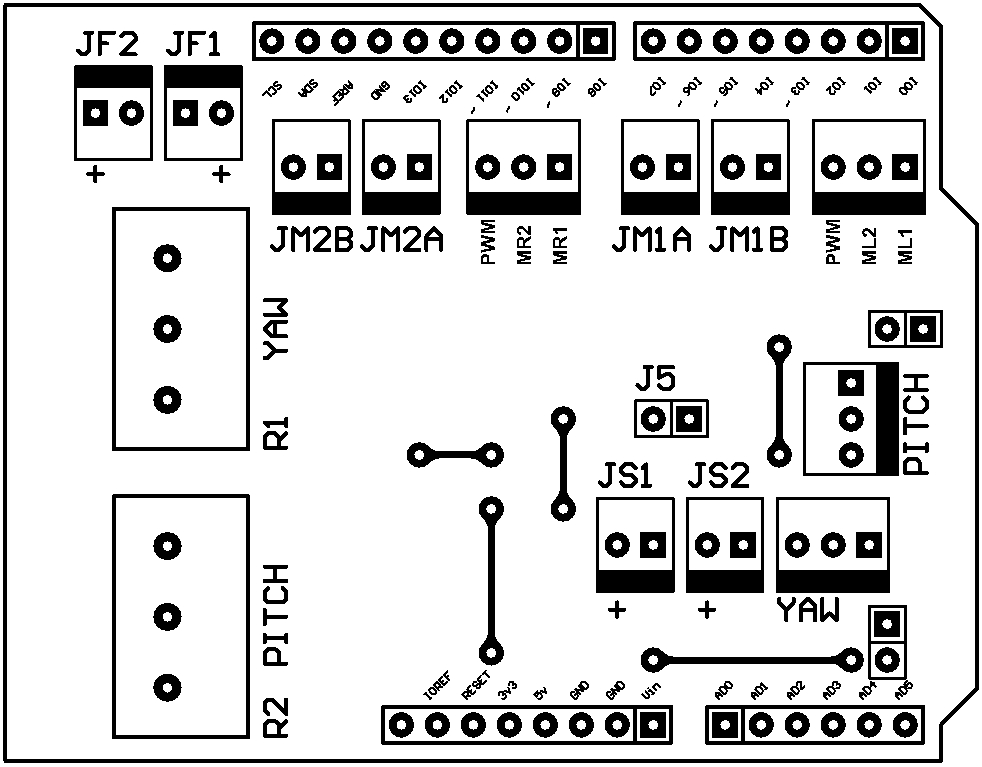 JF2 JF1
SCL SDA AREF GND IO13 IO12 ~ IO11 ~ IO10 ~ IO9 IO8
IO7 ~ IO6 ~ IO5 IO4 ~ IO3 IO2 IO1 IO0
+ +
JM2B JM2A PWM MR2 MR1 JM1A JM1B PWM ML2 ML1
YAW
R1
J5
PITCH
JS1 JS2
+ + YAW
PITCH
R2
IOREF RESET 3v3 5v GND GND Vin
AD0 AD1 AD2 AD3 AD4 AD5